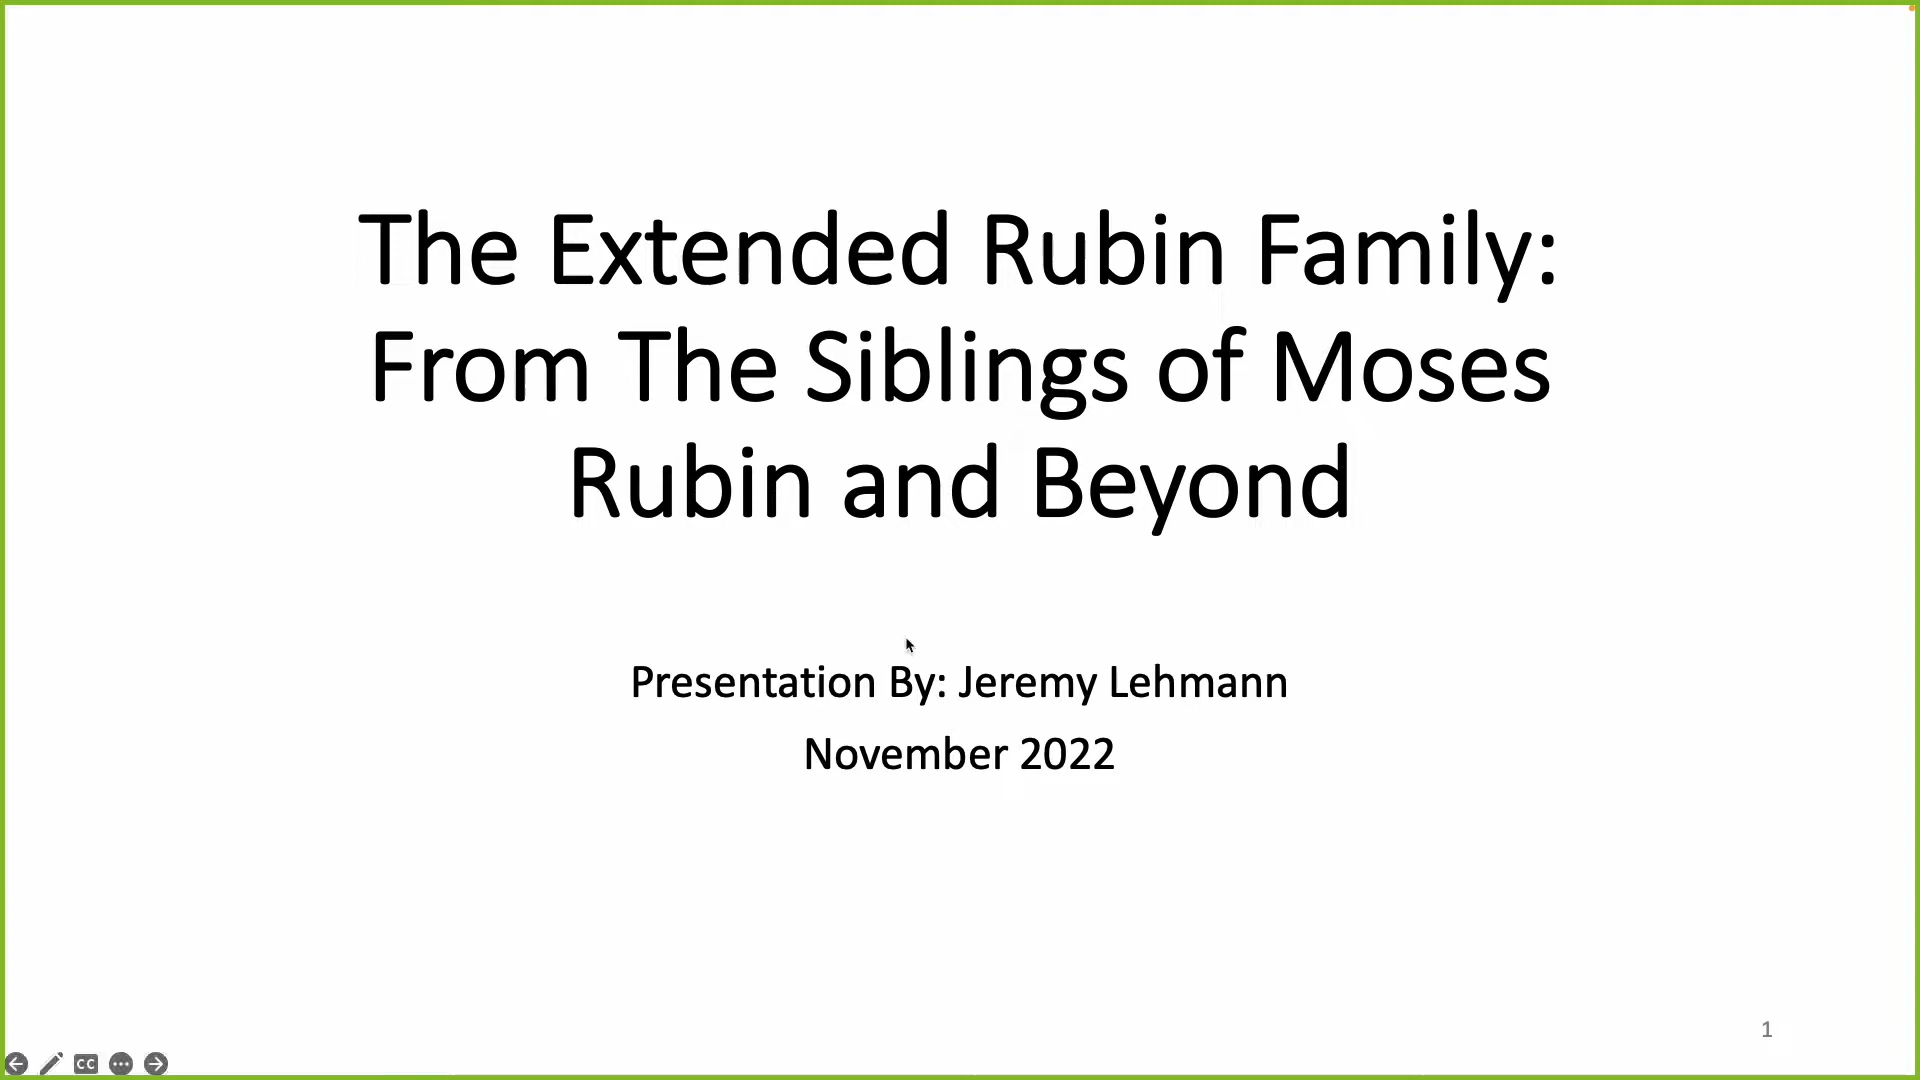 The Extended Rubin Family:
From The Siblings of Moses
Rubin and Beyond
Presentation By: Jeremy Lehmann
November 2022
1
CC